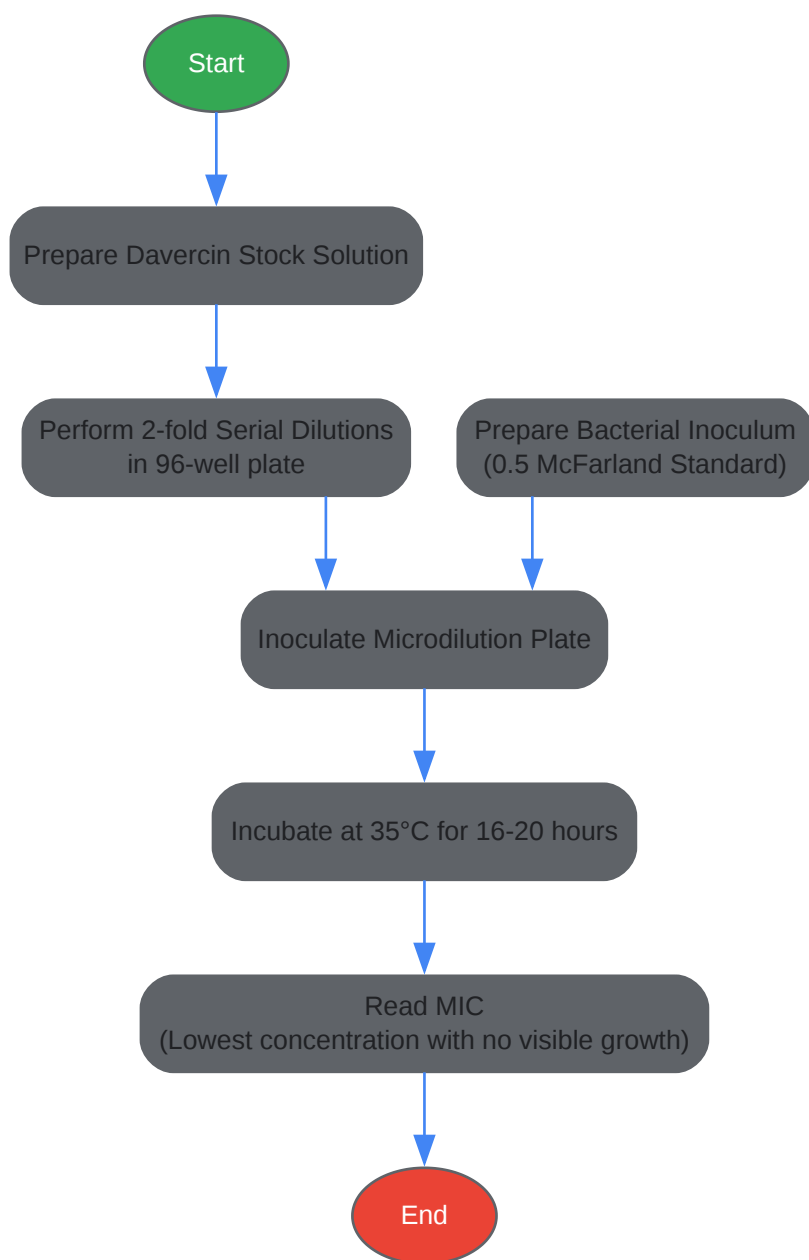 Start
Prepare Davercin Stock Solution
Perform 2-fold Serial Dilutions
in 96-well plate
Prepare Bacterial Inoculum
(0.5 McFarland Standard)
Inoculate Microdilution Plate
Incubate at 35°C for 16-20 hours
Read MIC
(Lowest concentration with no visible growth)
End